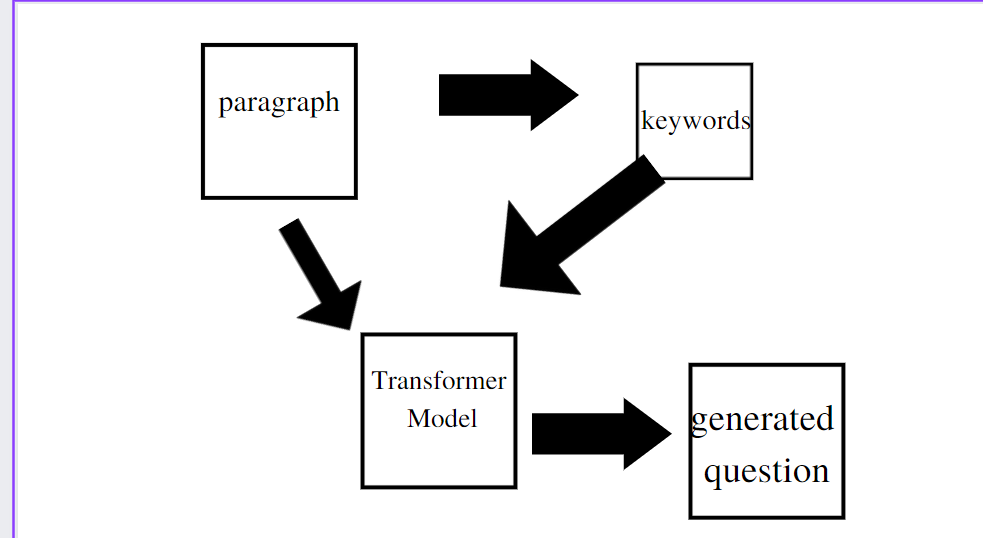 paragraph
keywords
Transformer
Model
generated
question